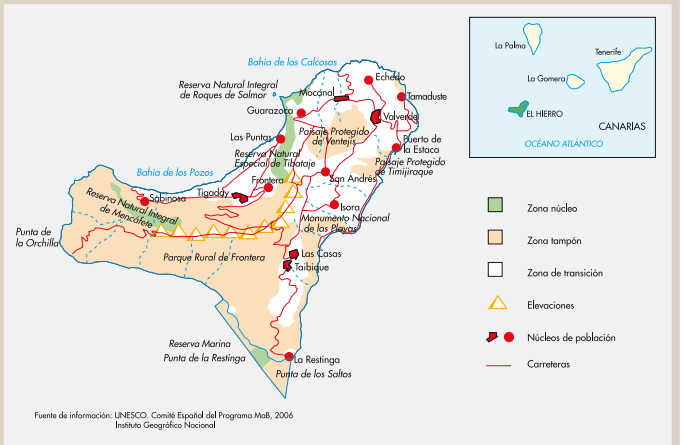 Bahía de las Calcosas
Echedo
Reserva Natural Integral
de Roques de Salmor
Mocanal
Tamaduste
Guarazoca
Valverde
Las Puntas
Paisaje Protegido
de Ventejis
Puerto de
la Estaca
Reserva Natural
Especial de Tibataje
Paisaje Protegido
de Timijiraque
Bahía de los Pozos
Frontera
San Andrés
Tigaday
Reserva Natural Integral
de Mencáfete
Sabinosa
Isora
Monumento Nacional
de las Playas
Punta de
la Orchilla
Parque Rural de Frontera
Las Casas
Taibique
Reserva Marina
Punta de la Restinga
La Restinga
Punta de los Saltos
La Palma
Tenerife
La Gomera
EL HIERRO
CANARIAS
OCÉANO ATLÁNTICO
Zona núcleo
Zona tampón
Zona de transición
Elevaciones
Núcleos de población
Carreteras
Fuente de información: UNESCO. Comité Español del Programa MaB, 2006
Instituto Geográfico Nacional